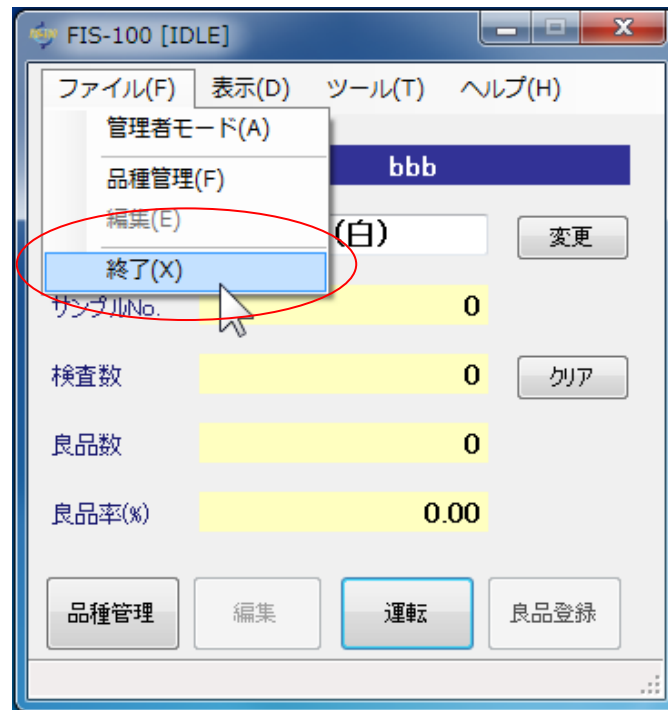 FIS-100 [IDLE]
ファイル(F) 表示(D) ツール(T) ヘルプ(H)
管理者モード(A)
品種管理(F)
編集(E)
終了(X)
bbb
(白) 変更
サンプルNo. 0
検査数 0 クリア
良品数 0
良品率(%) 0.00
品種管理 編集 運転 良品登録